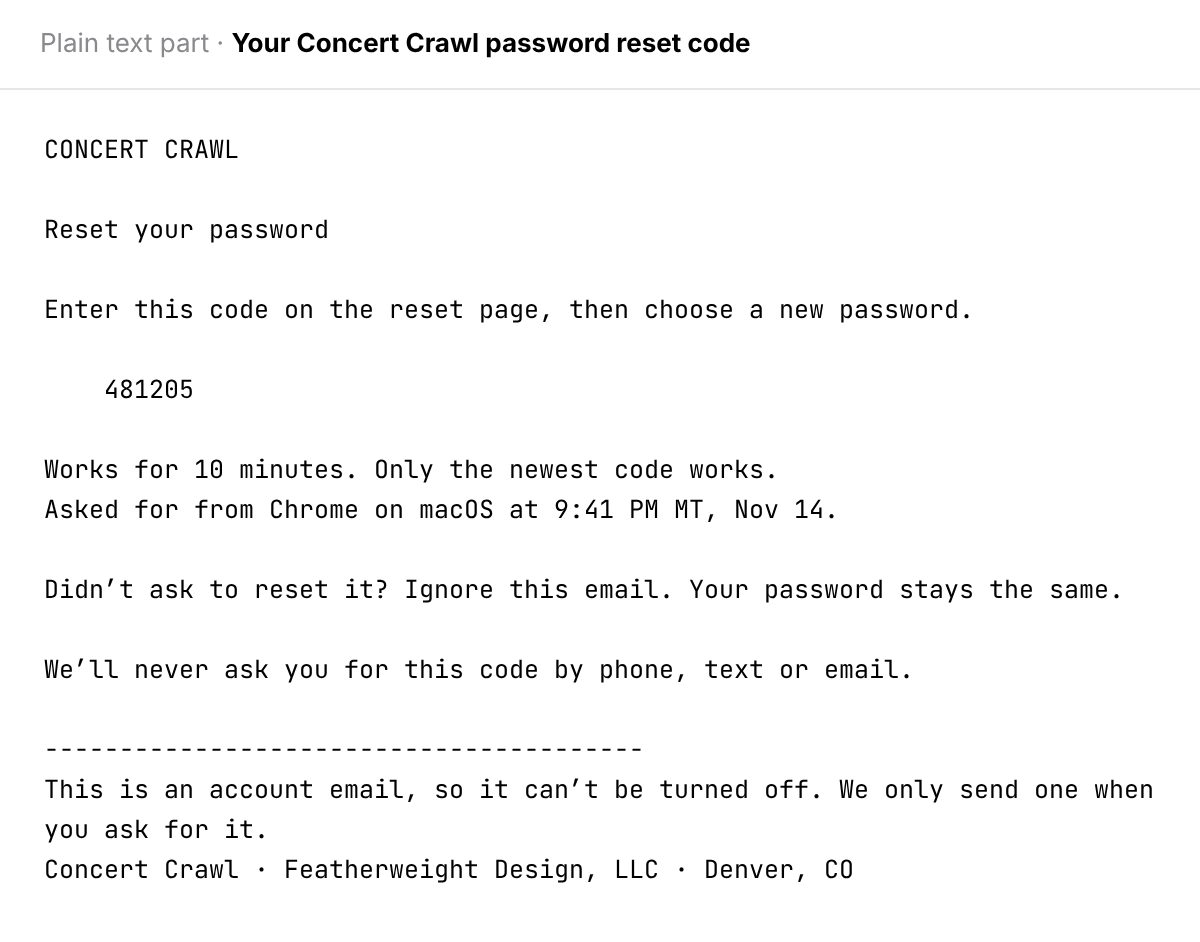 Plain text part · Your Concert Crawl password reset code
CONCERT CRAWL
Reset your password
Enter this code on the reset page, then choose a new password.
481205
Works for 10 minutes. Only the newest code works.
Asked for from Chrome on macOS at 9:41 PM MT, Nov 14.
Didn’t ask to reset it? Ignore this email. Your password stays the same.
We’ll never ask you for this code by phone, text or email.
----------------------------------------
This is an account email, so it can’t be turned off. We only send one when
you ask for it.
Concert Crawl · Featherweight Design, LLC · Denver, CO